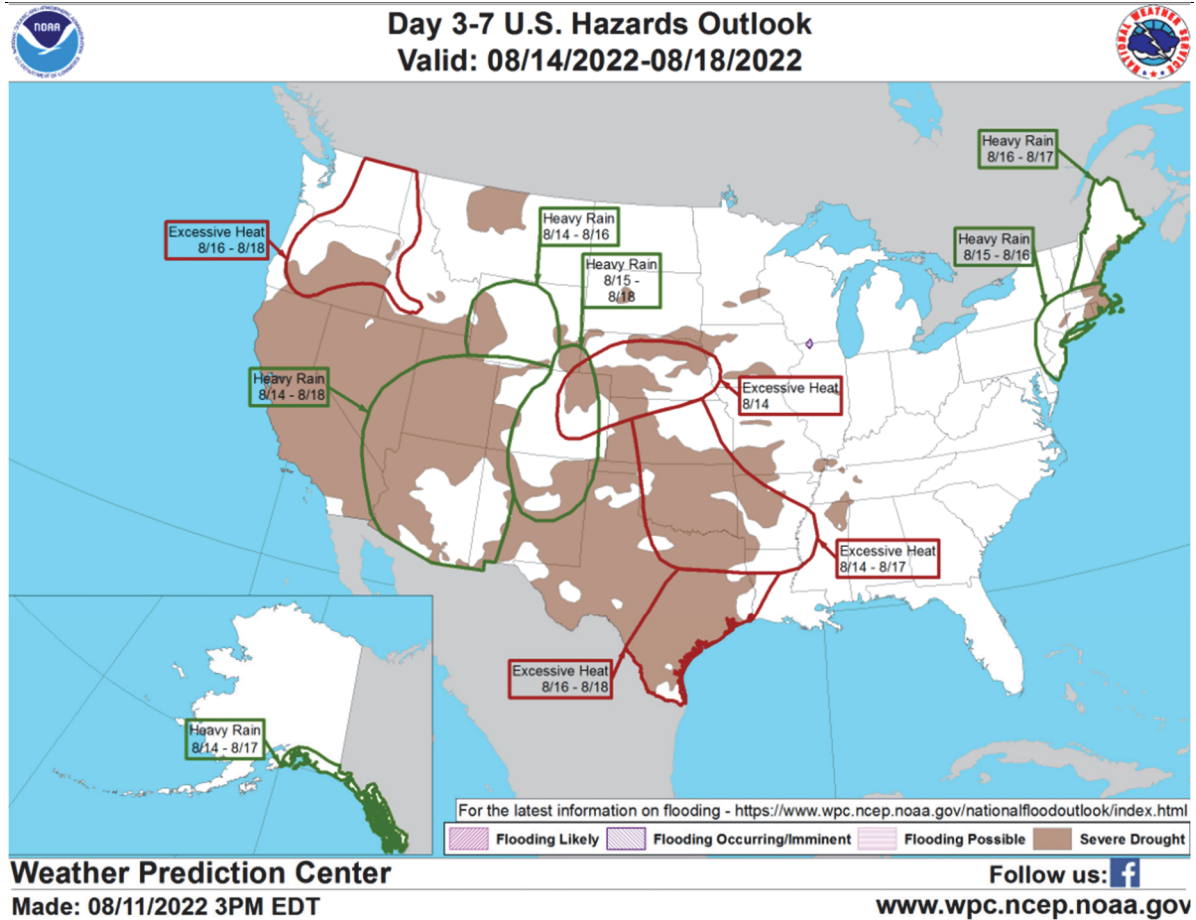 Day 3-7 U.S. Hazards Outlook
Valid: 08/14/2022-08/18/2022
NOAA
NATIONAL WEATHER SERVICE
Heavy Rain
8/16 - 8/17
Excessive Heat
8/16 - 8/18
Heavy Rain
8/14 - 8/16
Heavy Rain
8/15 - 8/16
Heavy Rain
8/15 -
8/18
Heavy Rain
8/14 - 8/18
Excessive Heat
8/14
Excessive Heat
8/14 - 8/17
Excessive Heat
8/16 - 8/18
Heavy Rain
8/14 - 8/17
For the latest information on flooding - https://www.wpc.ncep.noaa.gov/nationalfloodoutlook/index.html
Flooding Likely
Flooding Occurring/Imminent
Flooding Possible
Severe Drought
Weather Prediction Center
Follow us:
Made: 08/11/2022 3PM EDT
www.wpc.ncep.noaa.gov